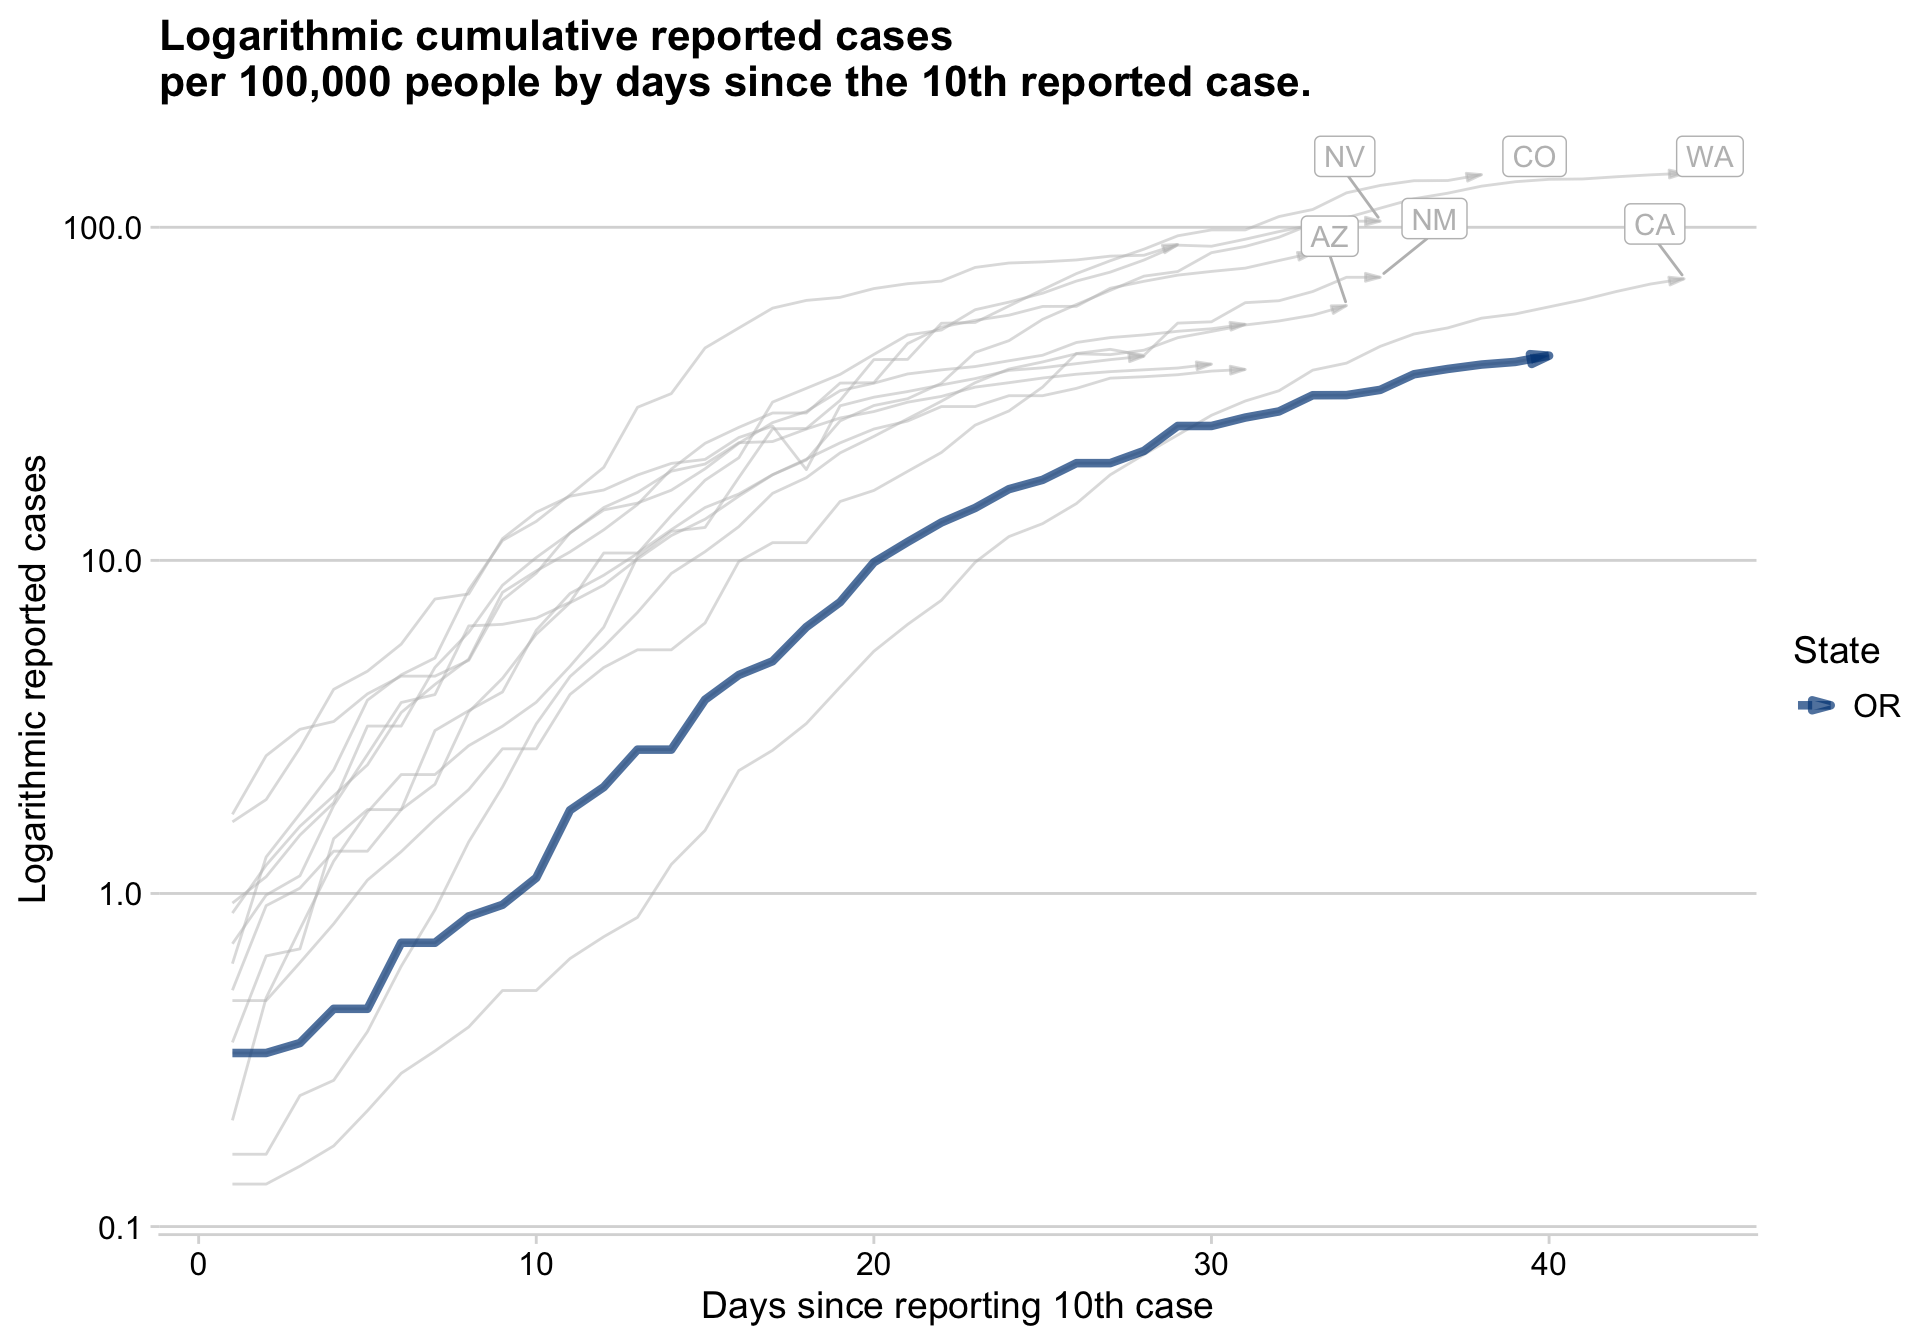 Logarithmic cumulative reported cases
per 100,000 people by days since the 10th reported case.
NV
CO
WA
AZ
NM
CA
100.0
10.0
1.0
0.1
Logarithmic reported cases
0
10
20
30
40
Days since reporting 10th case
State
OR